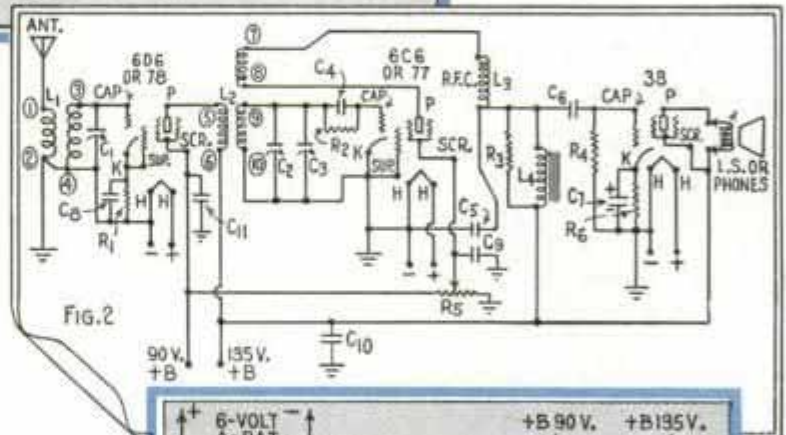 ANT.
6D6
OR 78
6C6
OR 77
38
① L1 ③
② ④
C1
CAP.
P
K
SUP.
SCR.
H H
C8
R1
- +
C11
L2
⑤
⑥
⑦
⑧
⑨
⑩
C4
R2
C2
C3
CAP.
P
K
SUP.
SCR.
H H
- +
R.F.C.
L3
C5
C9
R5
R3
L4
C6
CAP.
P
K
SCR.
H H
R4
C7
+
R6
- +
L.S. OR
PHONES
FIG. 2
90 V.
+B
135 V.
+B
C10
+ 6-VOLT -
+B 90 V. +B 135 V.